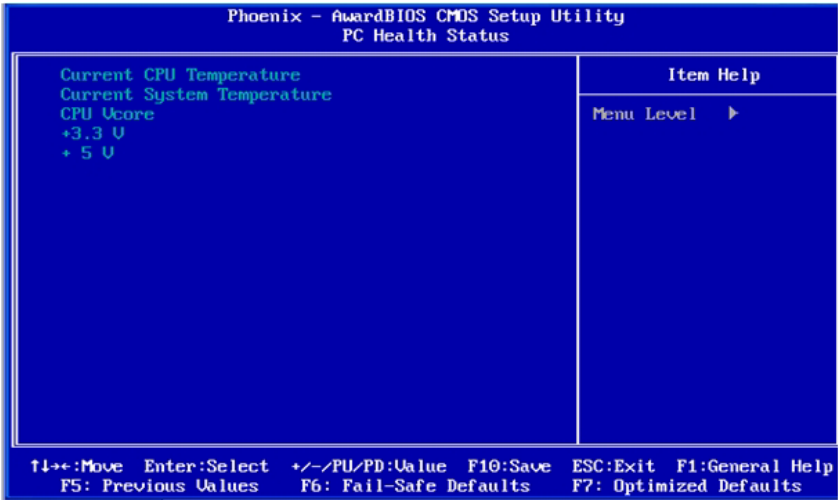 Phoenix - AwardBIOS CMOS Setup Utility
PC Health Status
Current CPU Temperature
Current System Temperature
CPU Vcore
+3.3 V
+ 5 V
Item Help
Menu Level ▶
↑↓→←:Move Enter:Select +/-/PU/PD:Value F10:Save ESC:Exit F1:General Help
F5: Previous Values F6: Fail-Safe Defaults F7: Optimized Defaults